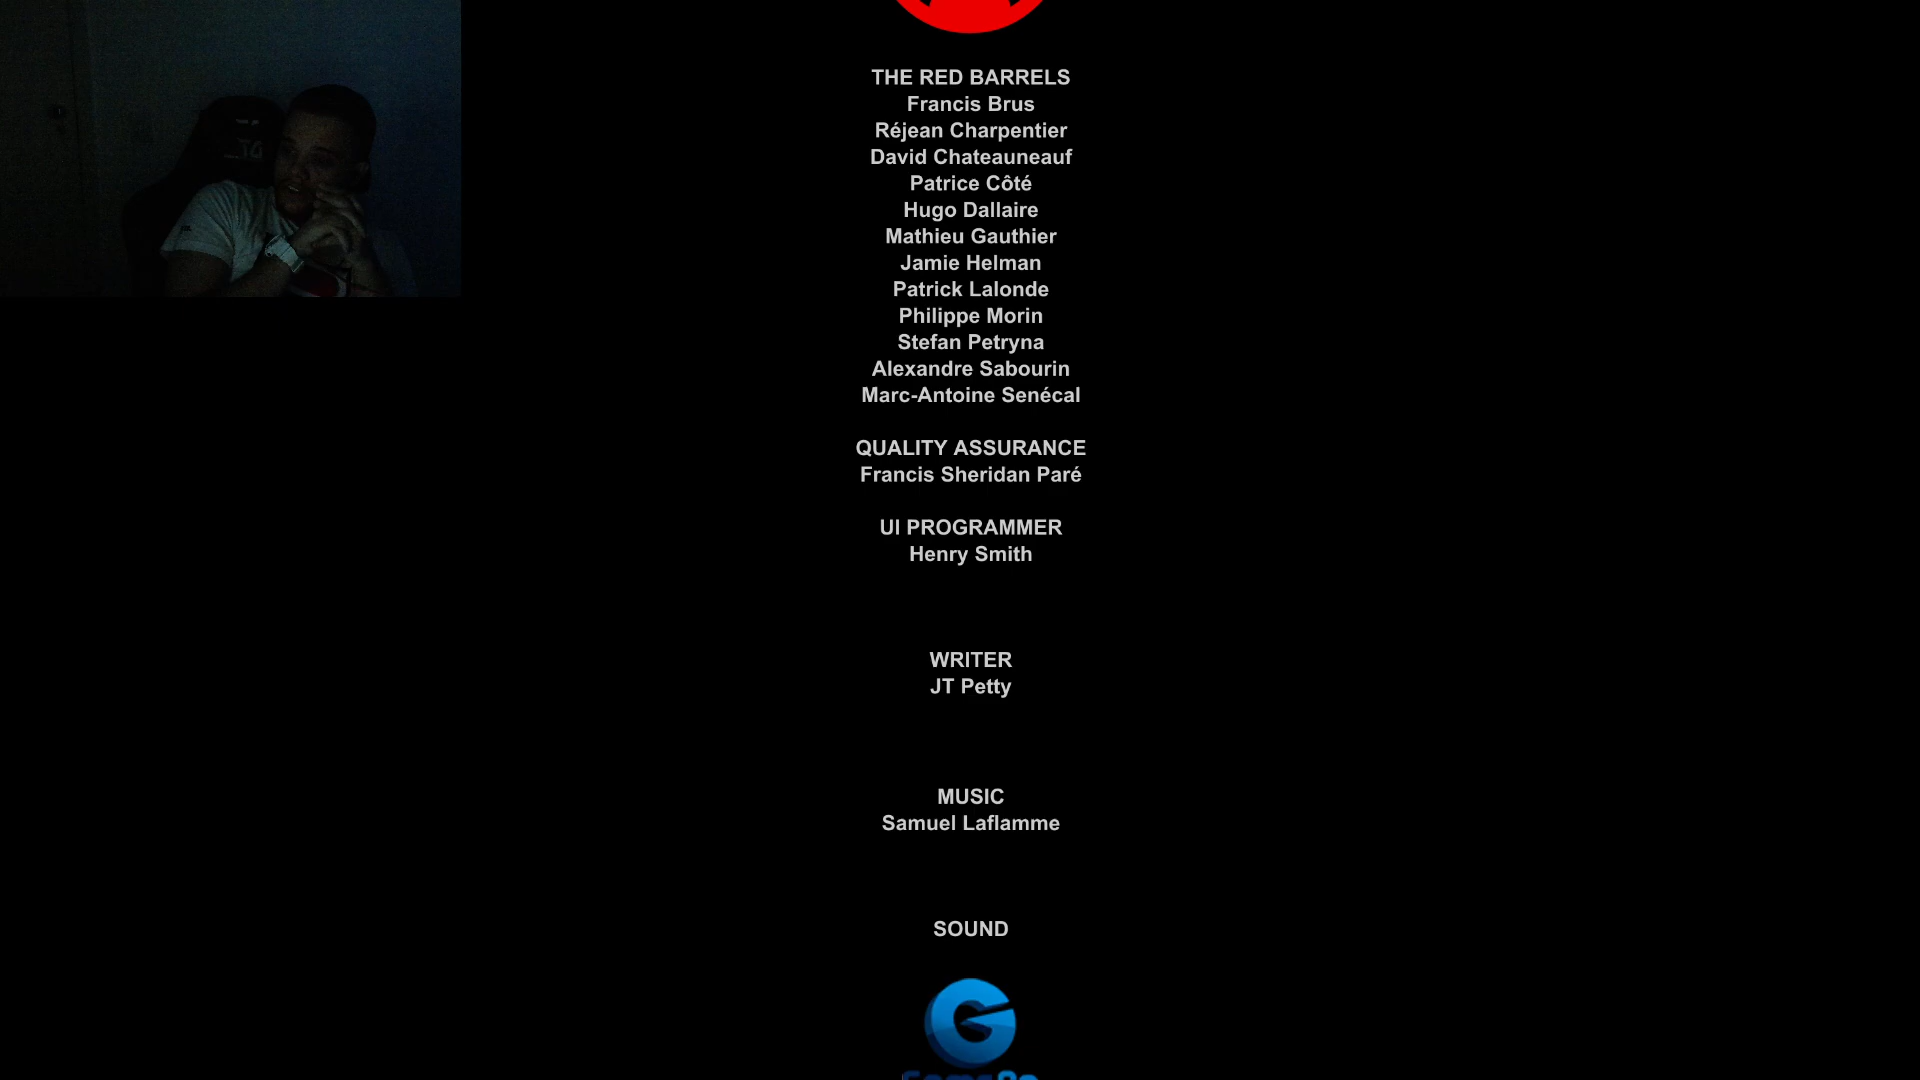 THE RED BARRELS
Francis Brus
Réjean Charpentier
David Chateauneuf
Patrice Côté
Hugo Dallaire
Mathieu Gauthier
Jamie Helman
Patrick Lalonde
Philippe Morin
Stefan Petryna
Alexandre Sabourin
Marc-Antoine Senécal
QUALITY ASSURANCE
Francis Sheridan Paré
UI PROGRAMMER
Henry Smith
WRITER
JT Petty
MUSIC
Samuel Laflamme
SOUND